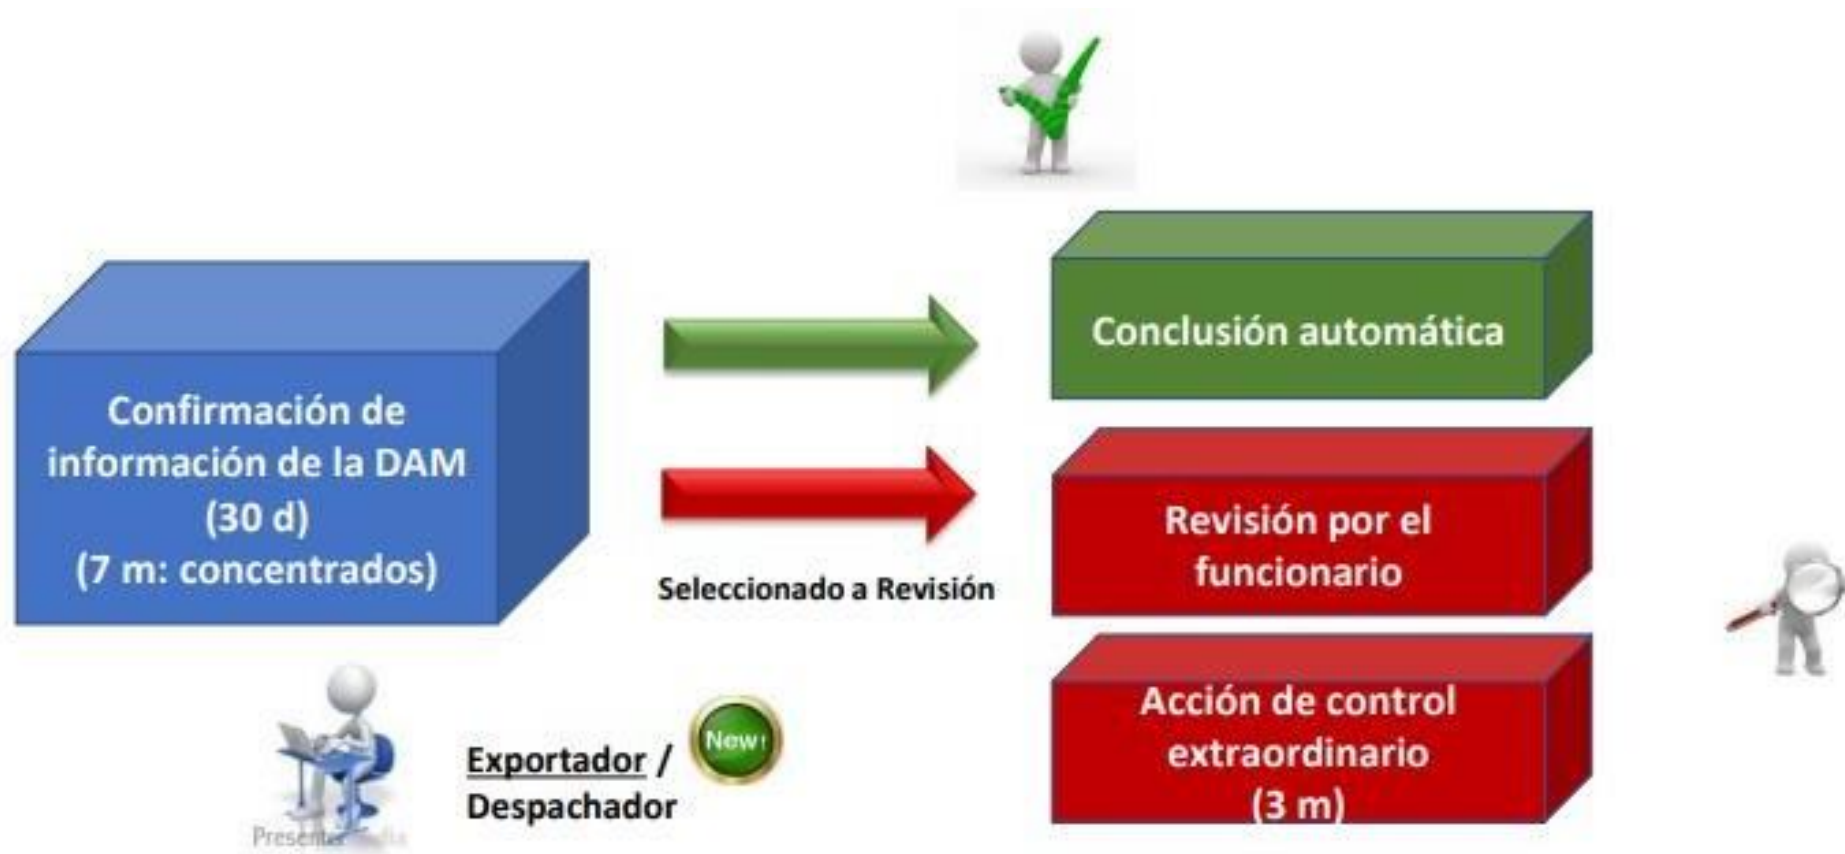 Confirmación de
información de la DAM
(30 d)
(7 m: concentrados)
Conclusión automática
Seleccionado a Revisión
Revisión por el
funcionario
Acción de control
extraordinario
(3 m)
Exportador /
Despachador
New!